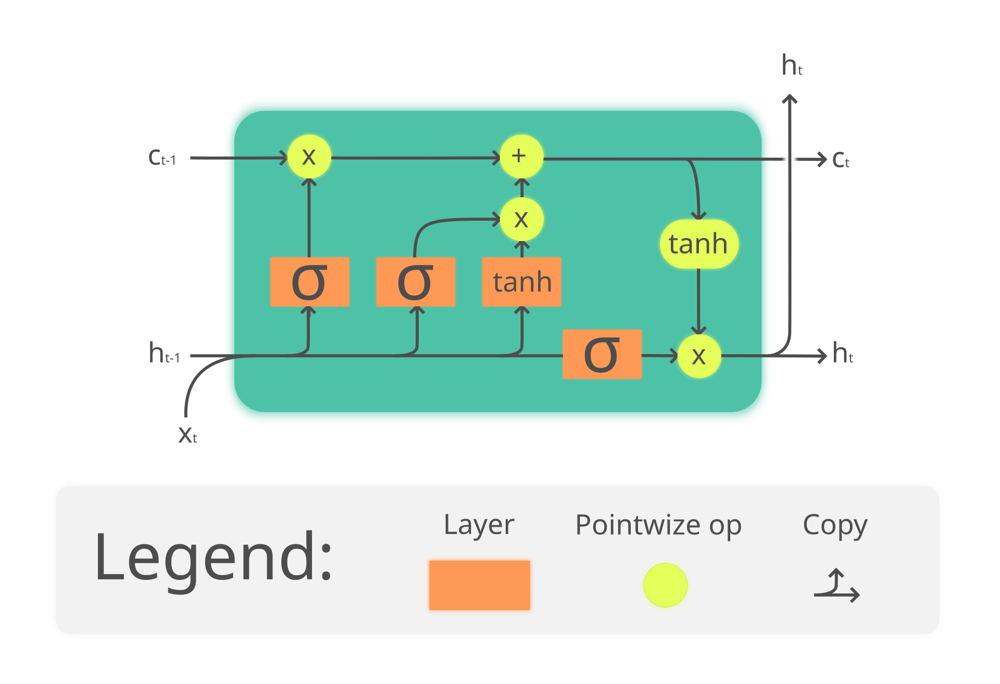 ht
ct-1
x
+
ct
x
tanh
σ
σ
tanh
σ
x
ht-1
ht
xt
Legend:
Layer
Pointwize op
Copy